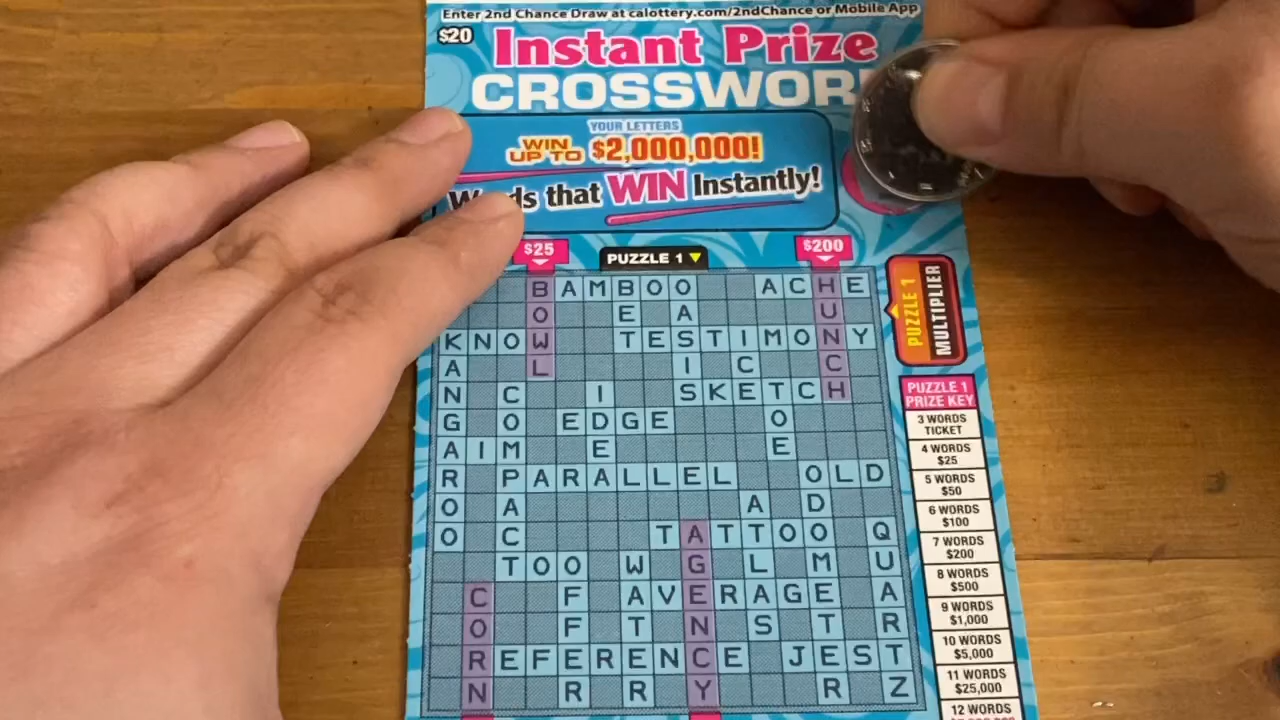 Enter 2nd Chance Draw at calottery.com/2ndChance or Mobile App
$20
Instant Prize
CROSSWOR
YOUR LETTERS
WIN UP TO $2,000,000!
that WIN Instantly!
$25
PUZZLE 1
$200
BAMBOO ACHE
O E A U
KNOW TESTIMONY
A L I C C
N C I SKETCH
G O EDGE O
AIM E E
R PARALLEL OLD
O A A D
O C TATTOO Q
TOO W G L M U
C F AVERAGE A
O F T N S T R
REFERENCE JEST
N R R Y R Z
PUZZLE 1
MULTIPLIER
PUZZLE 1
PRIZE KEY
3 WORDS
TICKET
4 WORDS
$25
5 WORDS
$50
6 WORDS
$100
7 WORDS
$200
8 WORDS
$500
9 WORDS
$1,000
10 WORDS
$5,000
11 WORDS
$25,000
12 WORDS